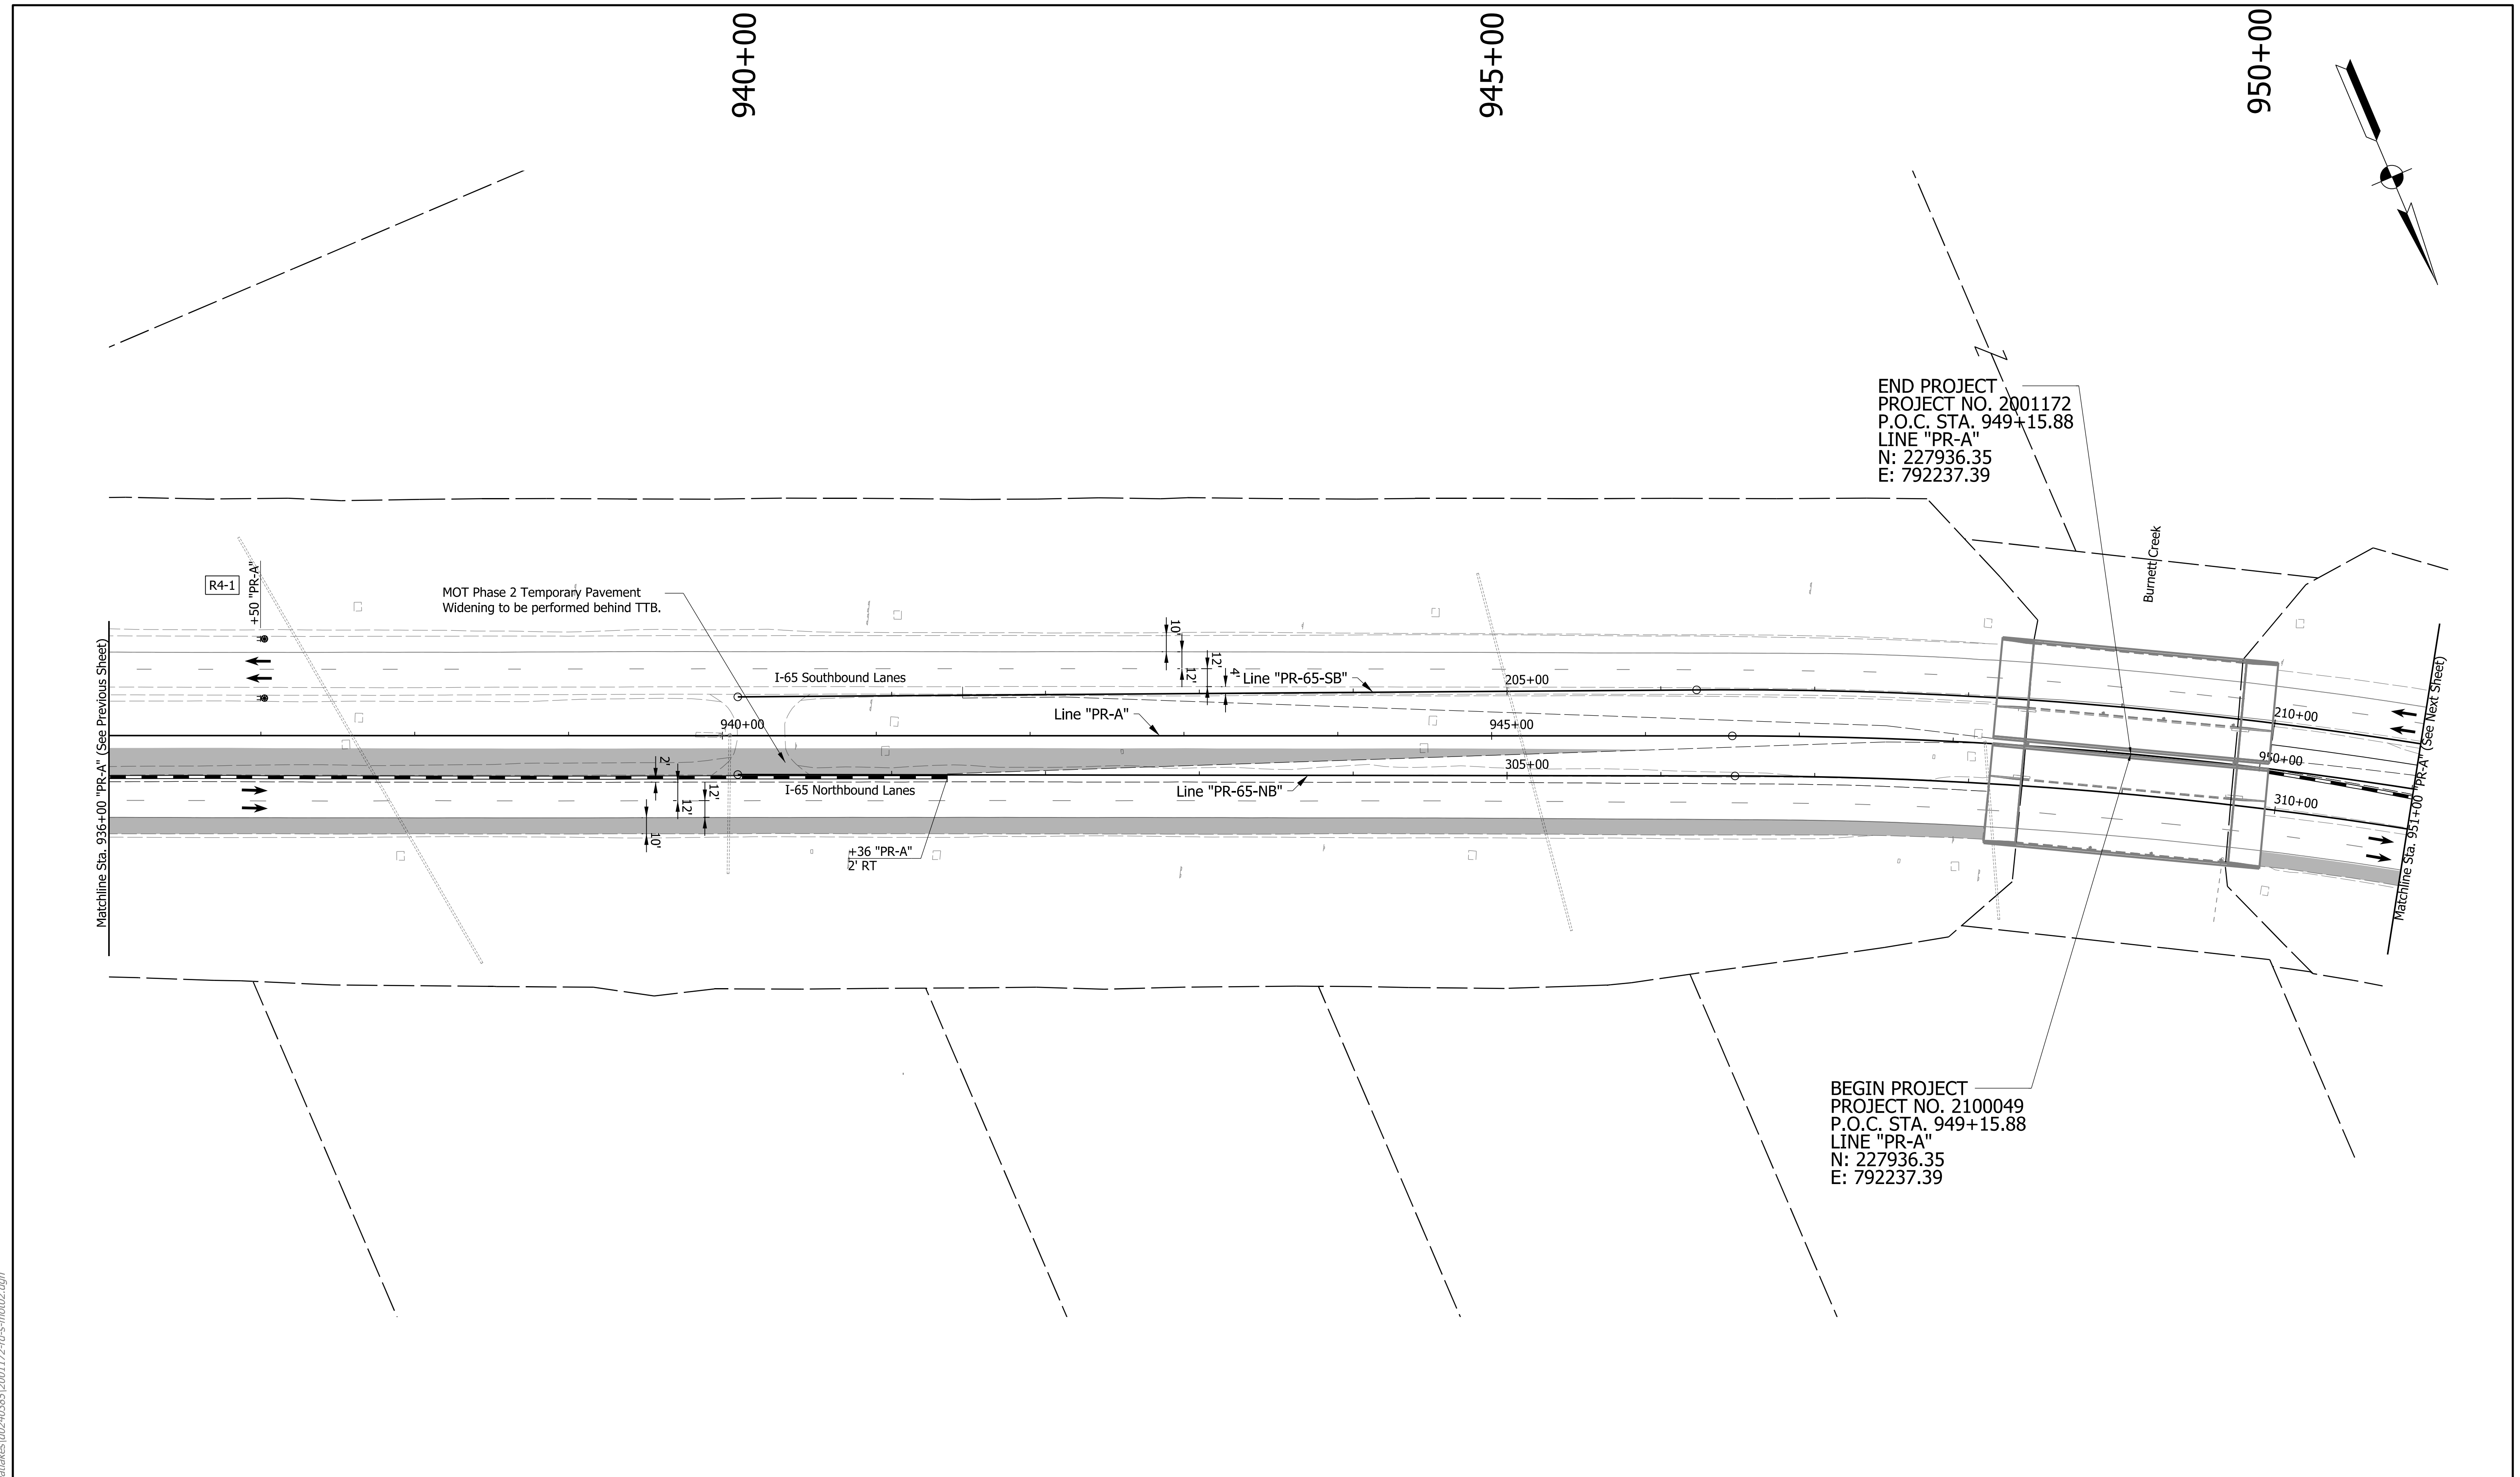 940+00
945+00
950+00
END PROJECT
PROJECT NO. 2001172
P.O.C. STA. 949+15.88
LINE "PR-A"
N: 227936.35
E: 792237.39
Burnett Creek
R4-1
+50 "PR-A"
MOT Phase 2 Temporary Pavement
Widening to be performed behind TTB.
10'
12'
12'
4'
I-65 Southbound Lanes
Line "PR-65-SB"
205+00
Line "PR-A"
940+00
945+00
210+00
950+00
2'
12'
12'
10'
I-65 Northbound Lanes
Line "PR-65-NB"
305+00
310+00
+36 "PR-A"
2' RT
Matchline Sta. 936+00 "PR-A" (See Previous Sheet)
Matchline Sta. 951+00 "PR-A" (See Next Sheet)
BEGIN PROJECT
PROJECT NO. 2100049
P.O.C. STA. 949+15.88
LINE "PR-A"
N: 227936.35
E: 792237.39